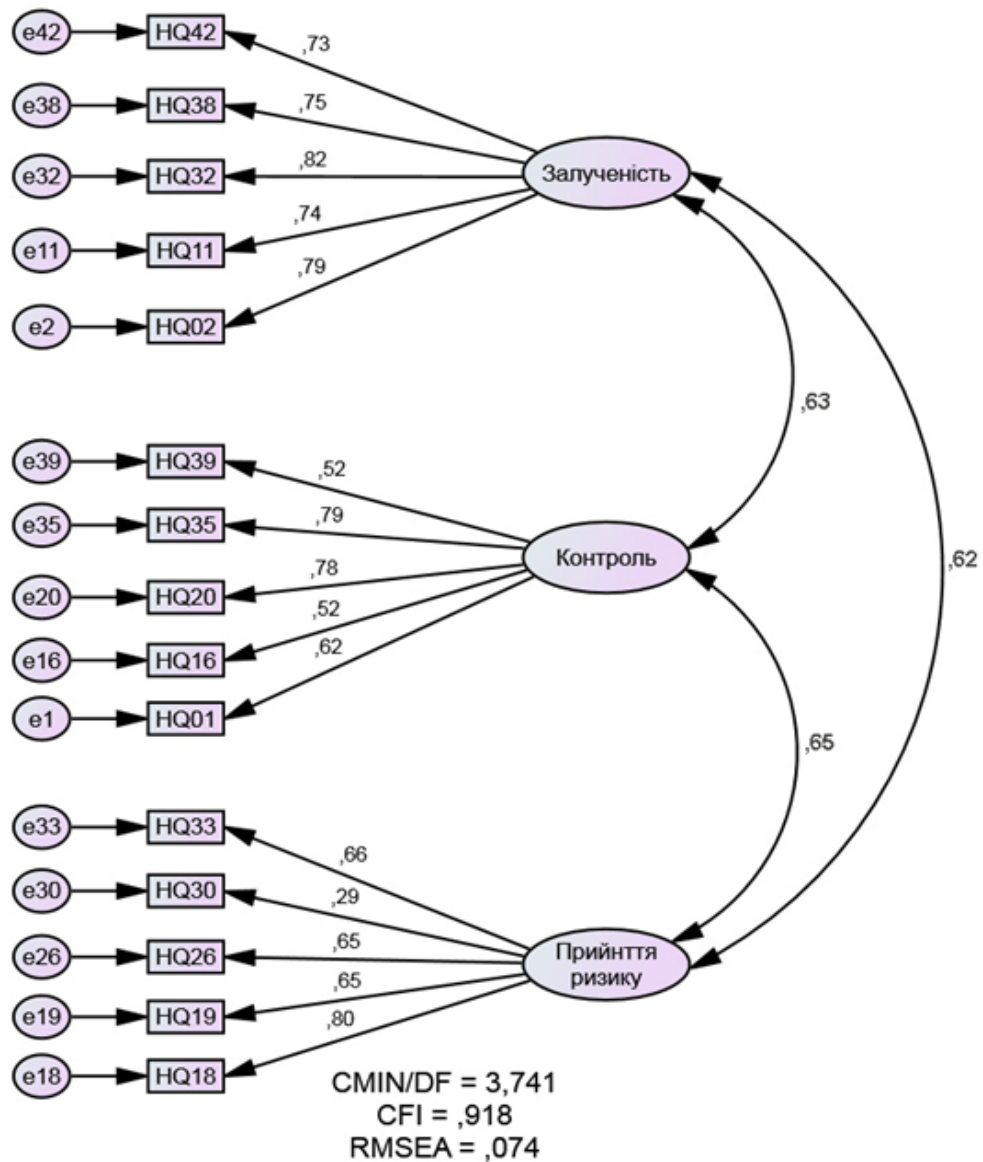 e42 HQ42 ,73
e38 HQ38 ,75
e32 HQ32 ,82
Залученість
e11 HQ11 ,74
e2 HQ02 ,79
,63
e39 HQ39 ,52
e35 HQ35 ,79
Контроль
e20 HQ20 ,78
e16 HQ16 ,52
e1 HQ01 ,62
,62
,65
e33 HQ33 ,66
e30 HQ30 ,29
e26 HQ26 ,65
Прийнття
ризику
e19 HQ19 ,65
e18 HQ18 ,80
CMIN/DF = 3,741
CFI = ,918
RMSEA = ,074